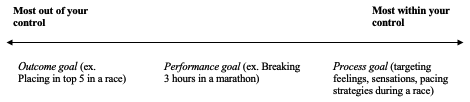 Most out of your
control
Most within your
control
Outcome goal (ex.
Placing in top 5 in a race)
Performance goal (ex. Breaking
3 hours in a marathon)
Process goal (targeting
feelings, sensations, pacing
strategies during a race)